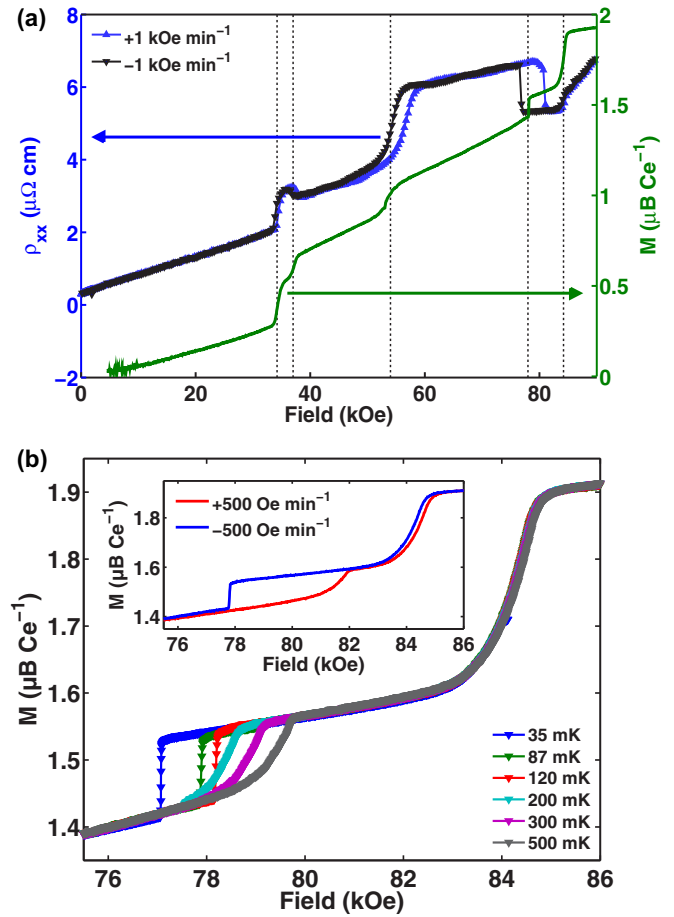 (a)
8
6
4
2
0
−2
ρxx (μΩ cm)
+1 kOe min⁻¹
−1 kOe min⁻¹
2
1.5
1
0.5
0
M (μB Ce⁻¹)
0 20 40 60 80
Field (kOe)
(b)
1.9
1.8
1.7
1.6
1.5
1.4
M (μB Ce⁻¹)
+500 Oe min⁻¹
−500 Oe min⁻¹
1.8
1.6
1.4
M (μB Ce⁻¹)
76 78 80 82 84 86
Field (kOe)
35 mK
87 mK
120 mK
200 mK
300 mK
500 mK
76 78 80 82 84 86
Field (kOe)